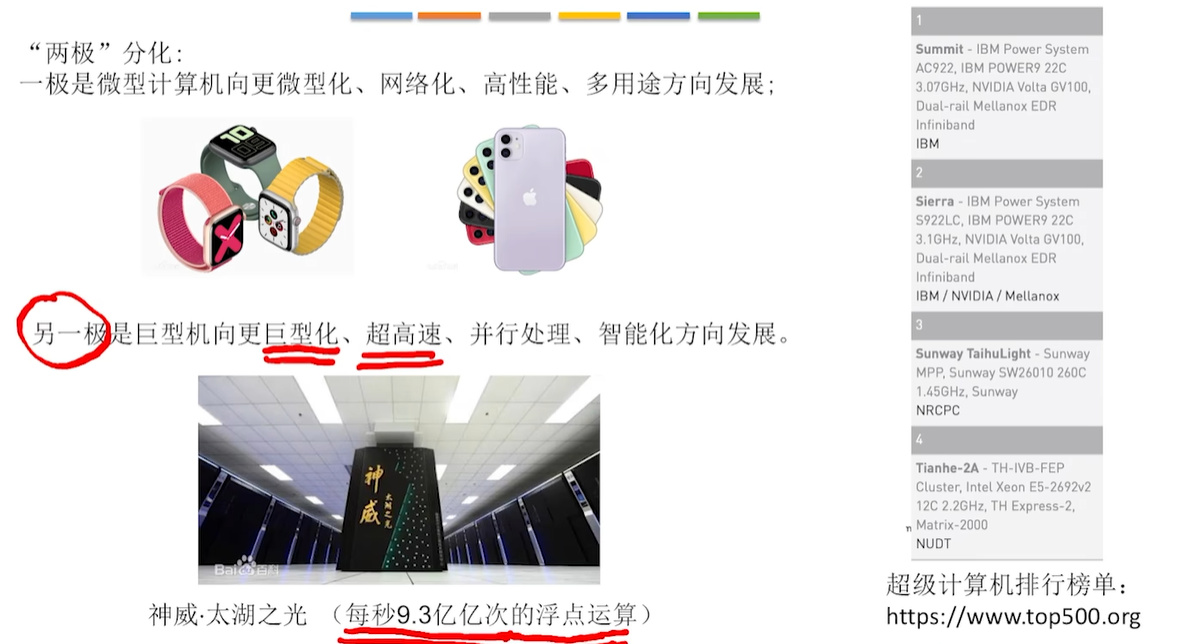 “两极”分化:
一极是微型计算机向更微型化、网络化、高性能、多用途方向发展;
10
另一极是巨型机向更巨型化、超高速、并行处理、智能化方向发展。
神威
太湖之光
Bai百科
神威·太湖之光 （每秒9.3亿亿次的浮点运算）
1
Summit - IBM Power System
AC922, IBM POWER9 22C
3.07GHz, NVIDIA Volta GV100,
Dual-rail Mellanox EDR
Infiniband
IBM
2
Sierra - IBM Power System
S922LC, IBM POWER9 22C
3.1GHz, NVIDIA Volta GV100,
Dual-rail Mellanox EDR
Infiniband
IBM / NVIDIA / Mellanox
3
Sunway TaihuLight - Sunway
MPP, Sunway SW26010 260C
1.45GHz, Sunway
NRCPC
4
Tianhe-2A - TH-IVB-FEP
Cluster, Intel Xeon E5-2692v2
12C 2.2GHz, TH Express-2,
Matrix-2000
NUDT
超级计算机排行榜单：
https://www.top500.org